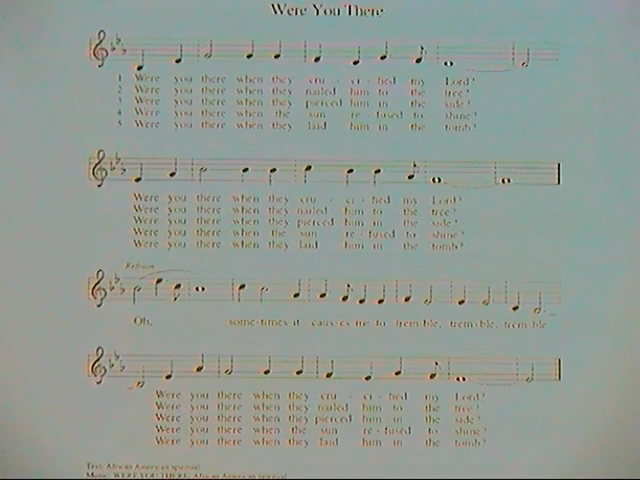 Were You There
1 Were you there when they cru - ci - fied my Lord?
2 Were you there when they nailed him to the tree?
3 Were you there when they pierced him in the side?
4 Were you there when the sun re - fused to shine?
5 Were you there when they laid him in the tomb?
Were you there when they cru - ci - fied my Lord?
Were you there when they nailed him to the tree?
Were you there when they pierced him in the side?
Were you there when the sun re - fused to shine?
Were you there when they laid him in the tomb?
Refrain
Oh, some-times it caus-es me to trem-ble, trem-ble, trem-ble
Were you there when they cru - ci - fied my Lord?
Were you there when they nailed him to the tree?
Were you there when they pierced him in the side?
Were you there when the sun re - fused to shine?
Were you there when they laid him in the tomb?
Text: African American spiritual
Music: WERE YOU THERE, African American spiritual